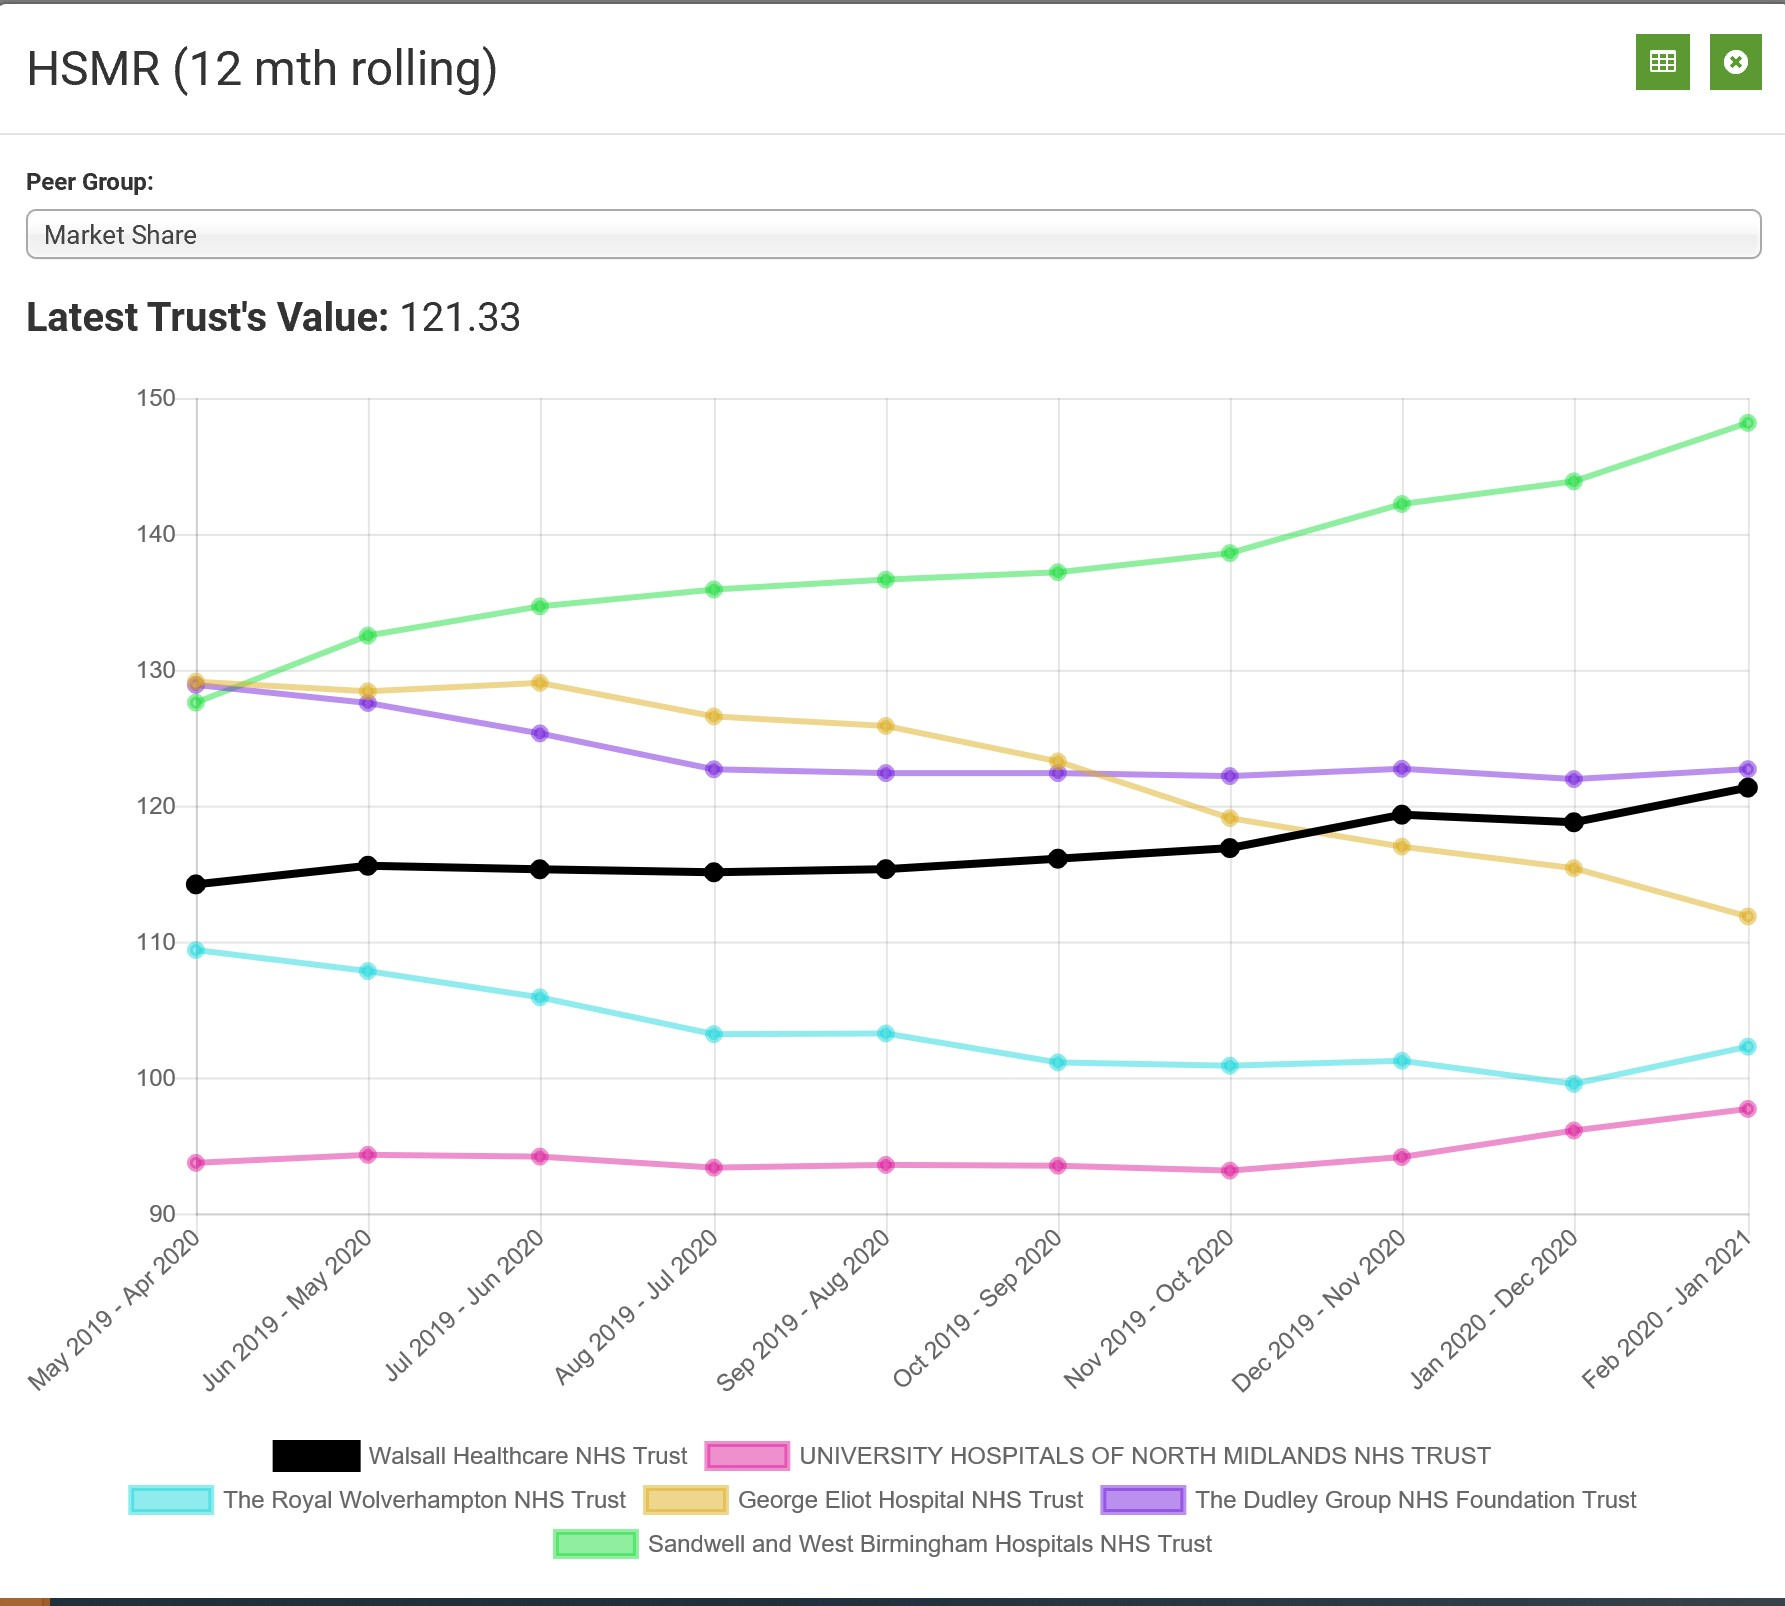 HSMR (12 mth rolling)
Peer Group:
Market Share
Latest Trust's Value: 121.33
150
140
130
120
110
100
90
May 2019 - Apr 2020
Jun 2019 - May 2020
Jul 2019 - Jun 2020
Aug 2019 - Jul 2020
Sep 2019 - Aug 2020
Oct 2019 - Sep 2020
Nov 2019 - Oct 2020
Dec 2019 - Nov 2020
Jan 2020 - Dec 2020
Feb 2020 - Jan 2021
Walsall Healthcare NHS Trust UNIVERSITY HOSPITALS OF NORTH MIDLANDS NHS TRUST
The Royal Wolverhampton NHS Trust George Eliot Hospital NHS Trust The Dudley Group NHS Foundation Trust
Sandwell and West Birmingham Hospitals NHS Trust